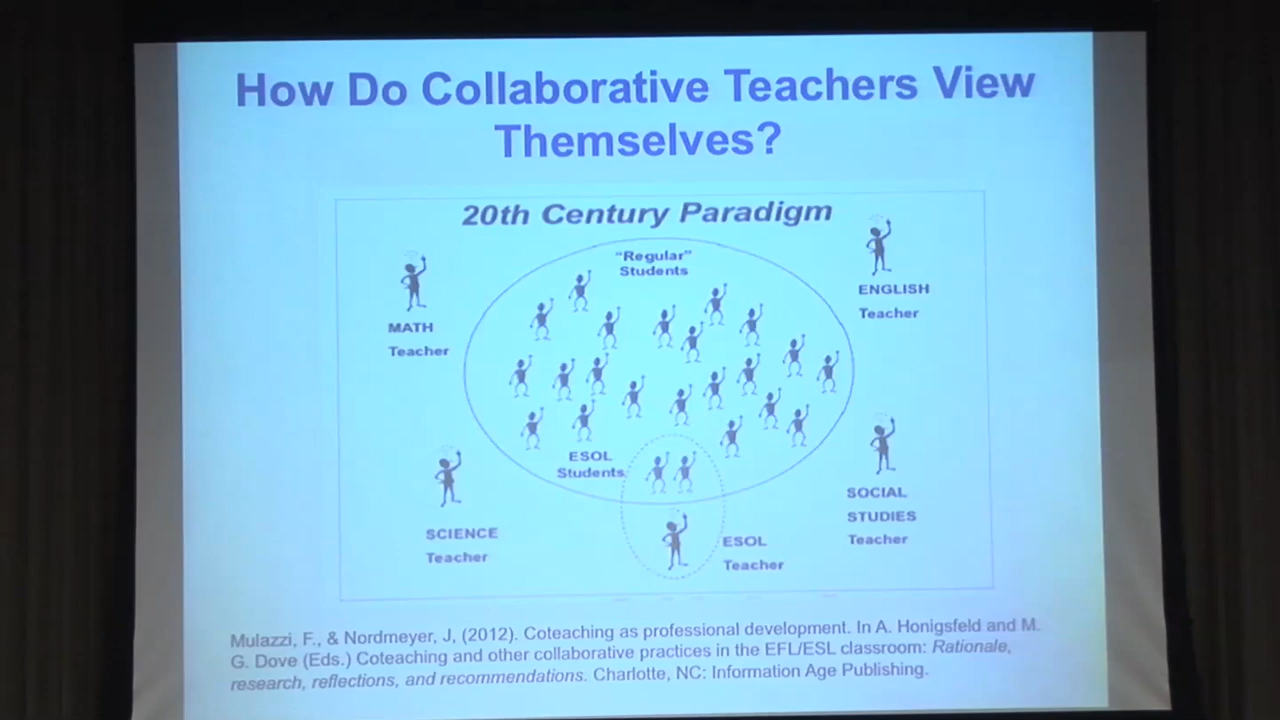 How Do Collaborative Teachers View
Themselves?
20th Century Paradigm
"Regular"
Students
MATH
Teacher
ENGLISH
Teacher
ESOL
Students
SCIENCE
Teacher
SOCIAL
STUDIES
Teacher
ESOL
Teacher
Mulazzi, F., & Nordmeyer, J, (2012). Coteaching as professional development. In A. Honigsfeld and M.
G. Dove (Eds.) Coteaching and other collaborative practices in the EFL/ESL classroom: Rationale,
research, reflections, and recommendations. Charlotte, NC: Information Age Publishing.